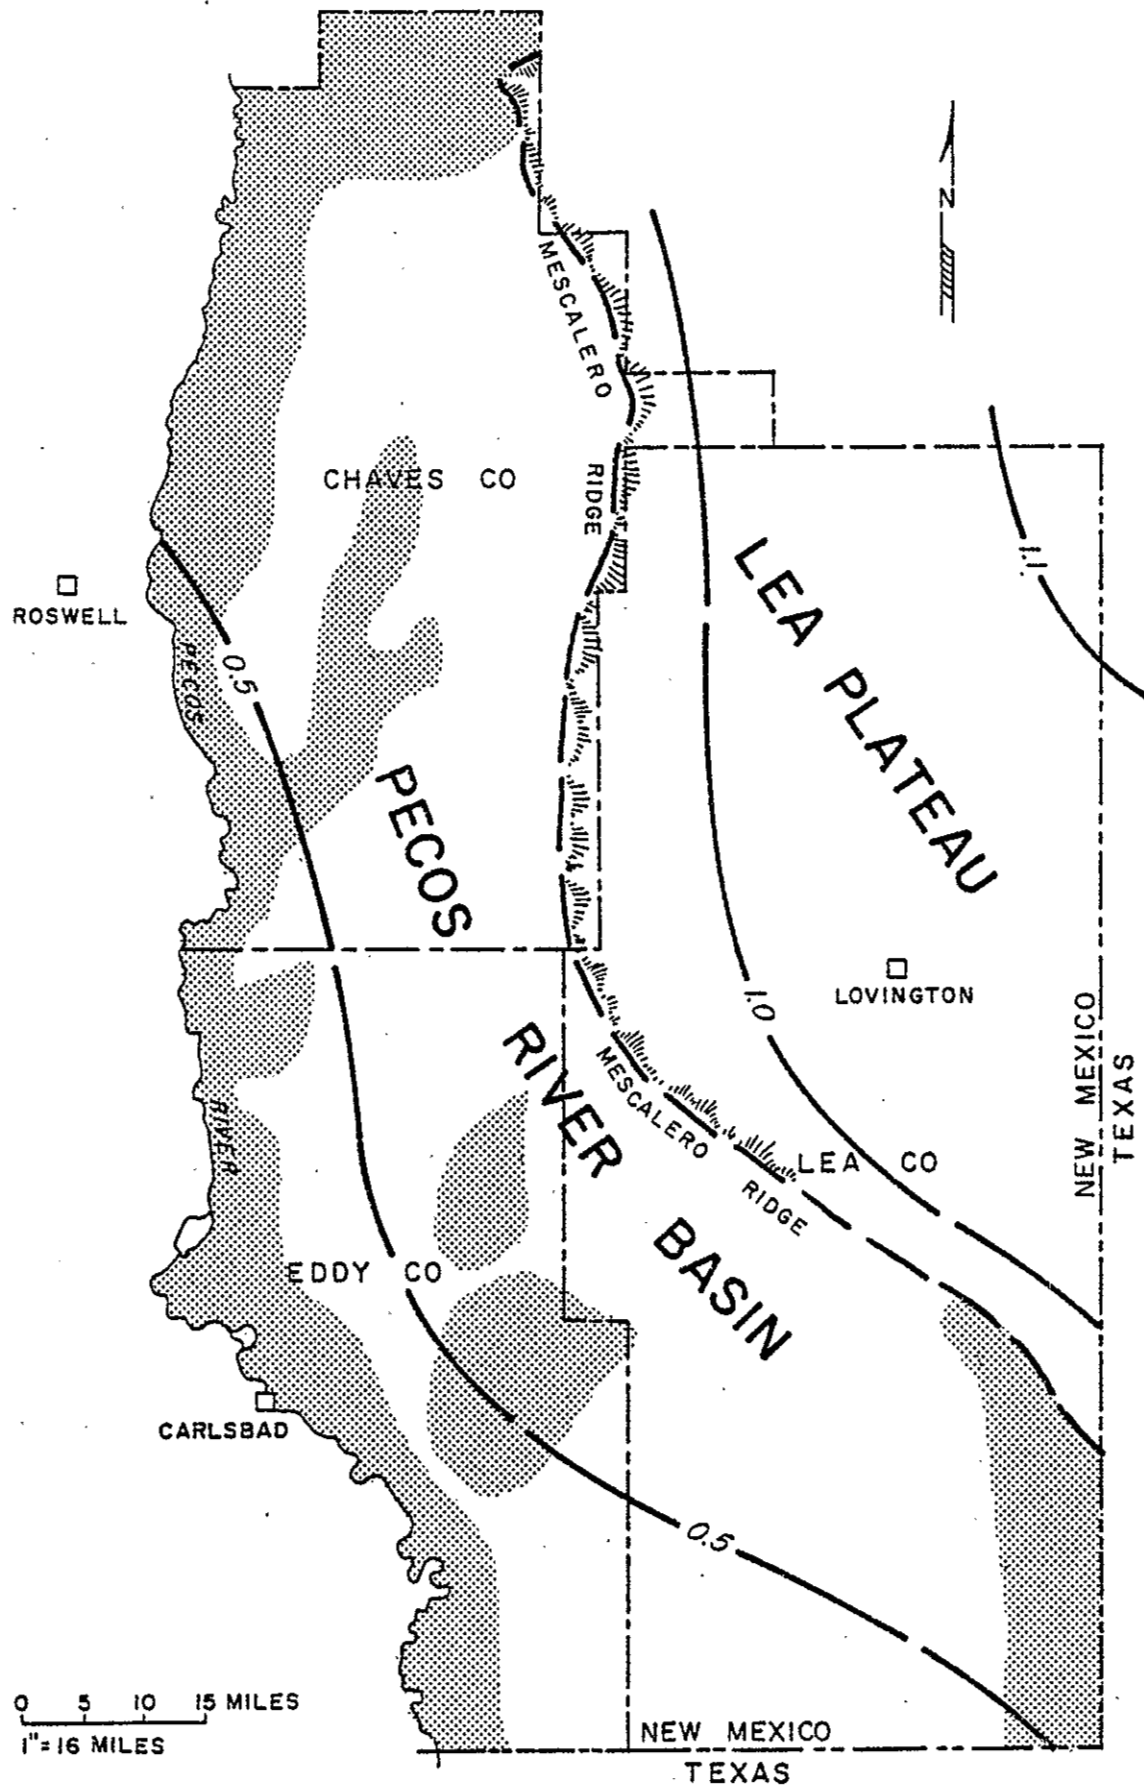 N
MESCALERO
CHAVES CO
RIDGE
1.1
LEA PLATEAU
ROSWELL
PECOS
0.5
PECOS
LOVINGTON
1.0
RIVER
MESCALERO
NEW MEXICO
TEXAS
RIVER
LEA CO
RIDGE
BASIN
EDDY CO
CARLSBAD
0.5
0 5 10 15 MILES
1"=16 MILES
NEW MEXICO
TEXAS